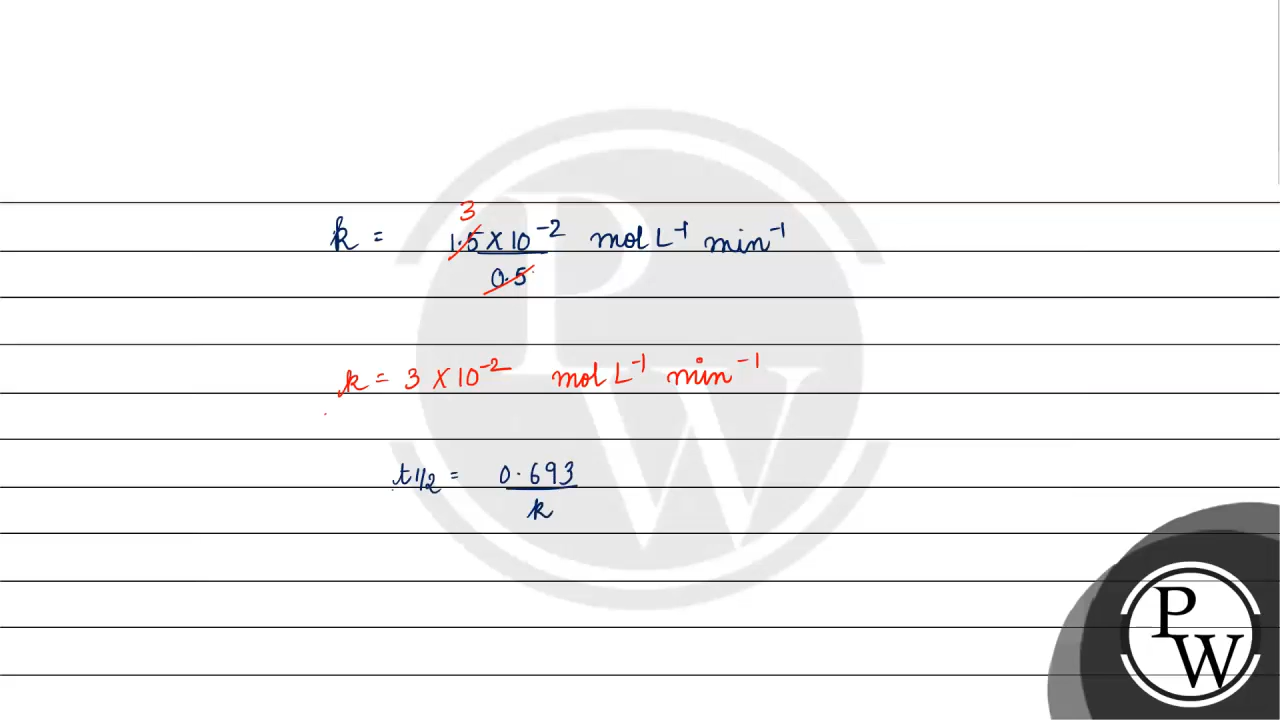 3
k = 1.5 × 10⁻² mol L⁻¹ min⁻¹
0.5
k = 3 × 10⁻² mol L⁻¹ min⁻¹
t1/2 = 0.693
k
P
W
P
W